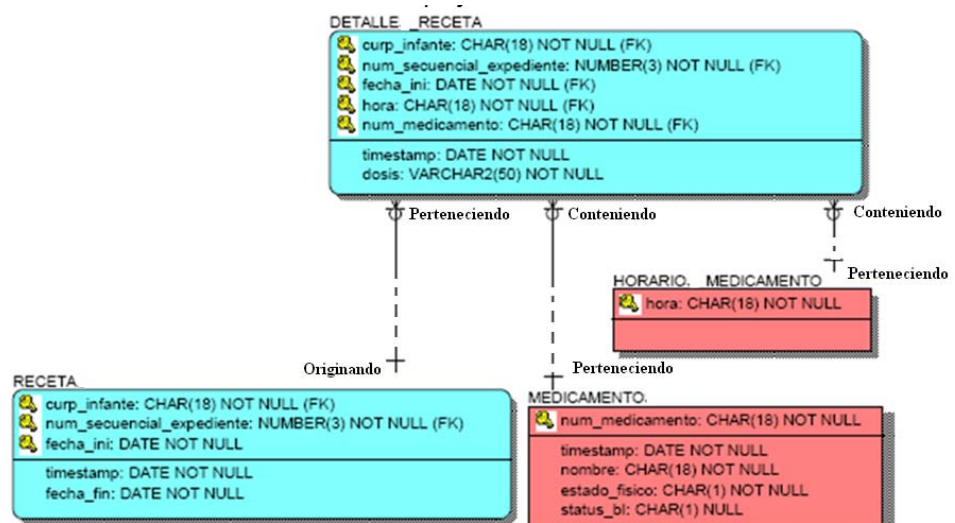 DETALLE _RECETA
curp_infante: CHAR(18) NOT NULL (FK)
num_secuencial_expediente: NUMBER(3) NOT NULL (FK)
fecha_ini: DATE NOT NULL (FK)
hora: CHAR(18) NOT NULL (FK)
num_medicamento: CHAR(18) NOT NULL (FK)
timestamp: DATE NOT NULL
dosis: VARCHAR2(50) NOT NULL
Perteneciendo
Conteniendo
Conteniendo
Perteneciendo
HORARIO. MEDICAMENTO
hora: CHAR(18) NOT NULL
Originando
Perteneciendo
RECETA
curp_infante: CHAR(18) NOT NULL (FK)
num_secuencial_expediente: NUMBER(3) NOT NULL (FK)
fecha_ini: DATE NOT NULL
timestamp: DATE NOT NULL
fecha_fin: DATE NOT NULL
MEDICAMENTO.
num_medicamento: CHAR(18) NOT NULL
timestamp: DATE NOT NULL
nombre: CHAR(18) NOT NULL
estado_fisico: CHAR(1) NOT NULL
status_bl: CHAR(1) NULL